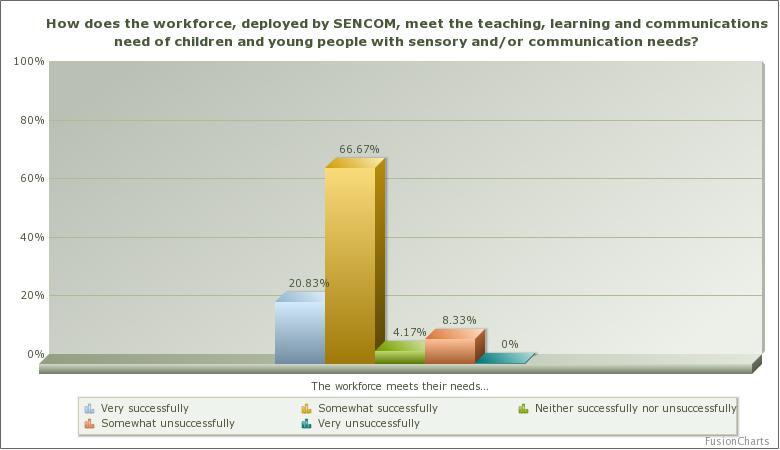 How does the workforce, deployed by SENCOM, meet the teaching, learning and communications
need of children and young people with sensory and/or communication needs?
100%
80%
60%
40%
20%
0%
66.67%
20.83%
4.17%
8.33%
0%
The workforce meets their needs...
Very successfully
Somewhat successfully
Neither successfully nor unsuccessfully
Somewhat unsuccessfully
Very unsuccessfully
FusionCharts